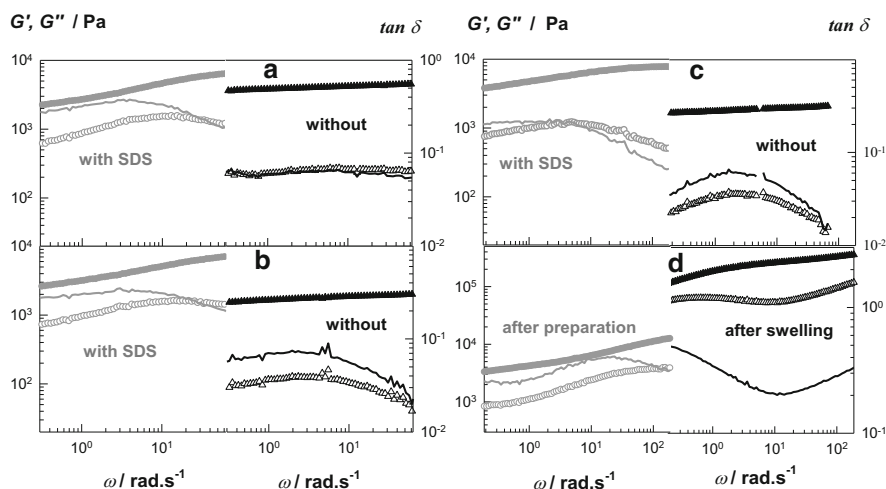 G', G'' / Pa
tan δ
G', G'' / Pa
tan δ
10⁴
10³
10²
a
without
with SDS
10⁰
10⁻¹
10⁻²
10⁴
10³
10²
b
without
with SDS
10⁻¹
10⁻²
10⁰
10¹
10⁰
10¹
ω / rad.s⁻¹
ω / rad.s⁻¹
10⁴
10³
10²
c
without
with SDS
10⁻¹
10⁻²
10⁵
10⁴
10³
d
after preparation
after swelling
10⁰
10⁻¹
10⁰
10¹
10²
10⁰
10¹
10²
ω / rad.s⁻¹
ω / rad.s⁻¹